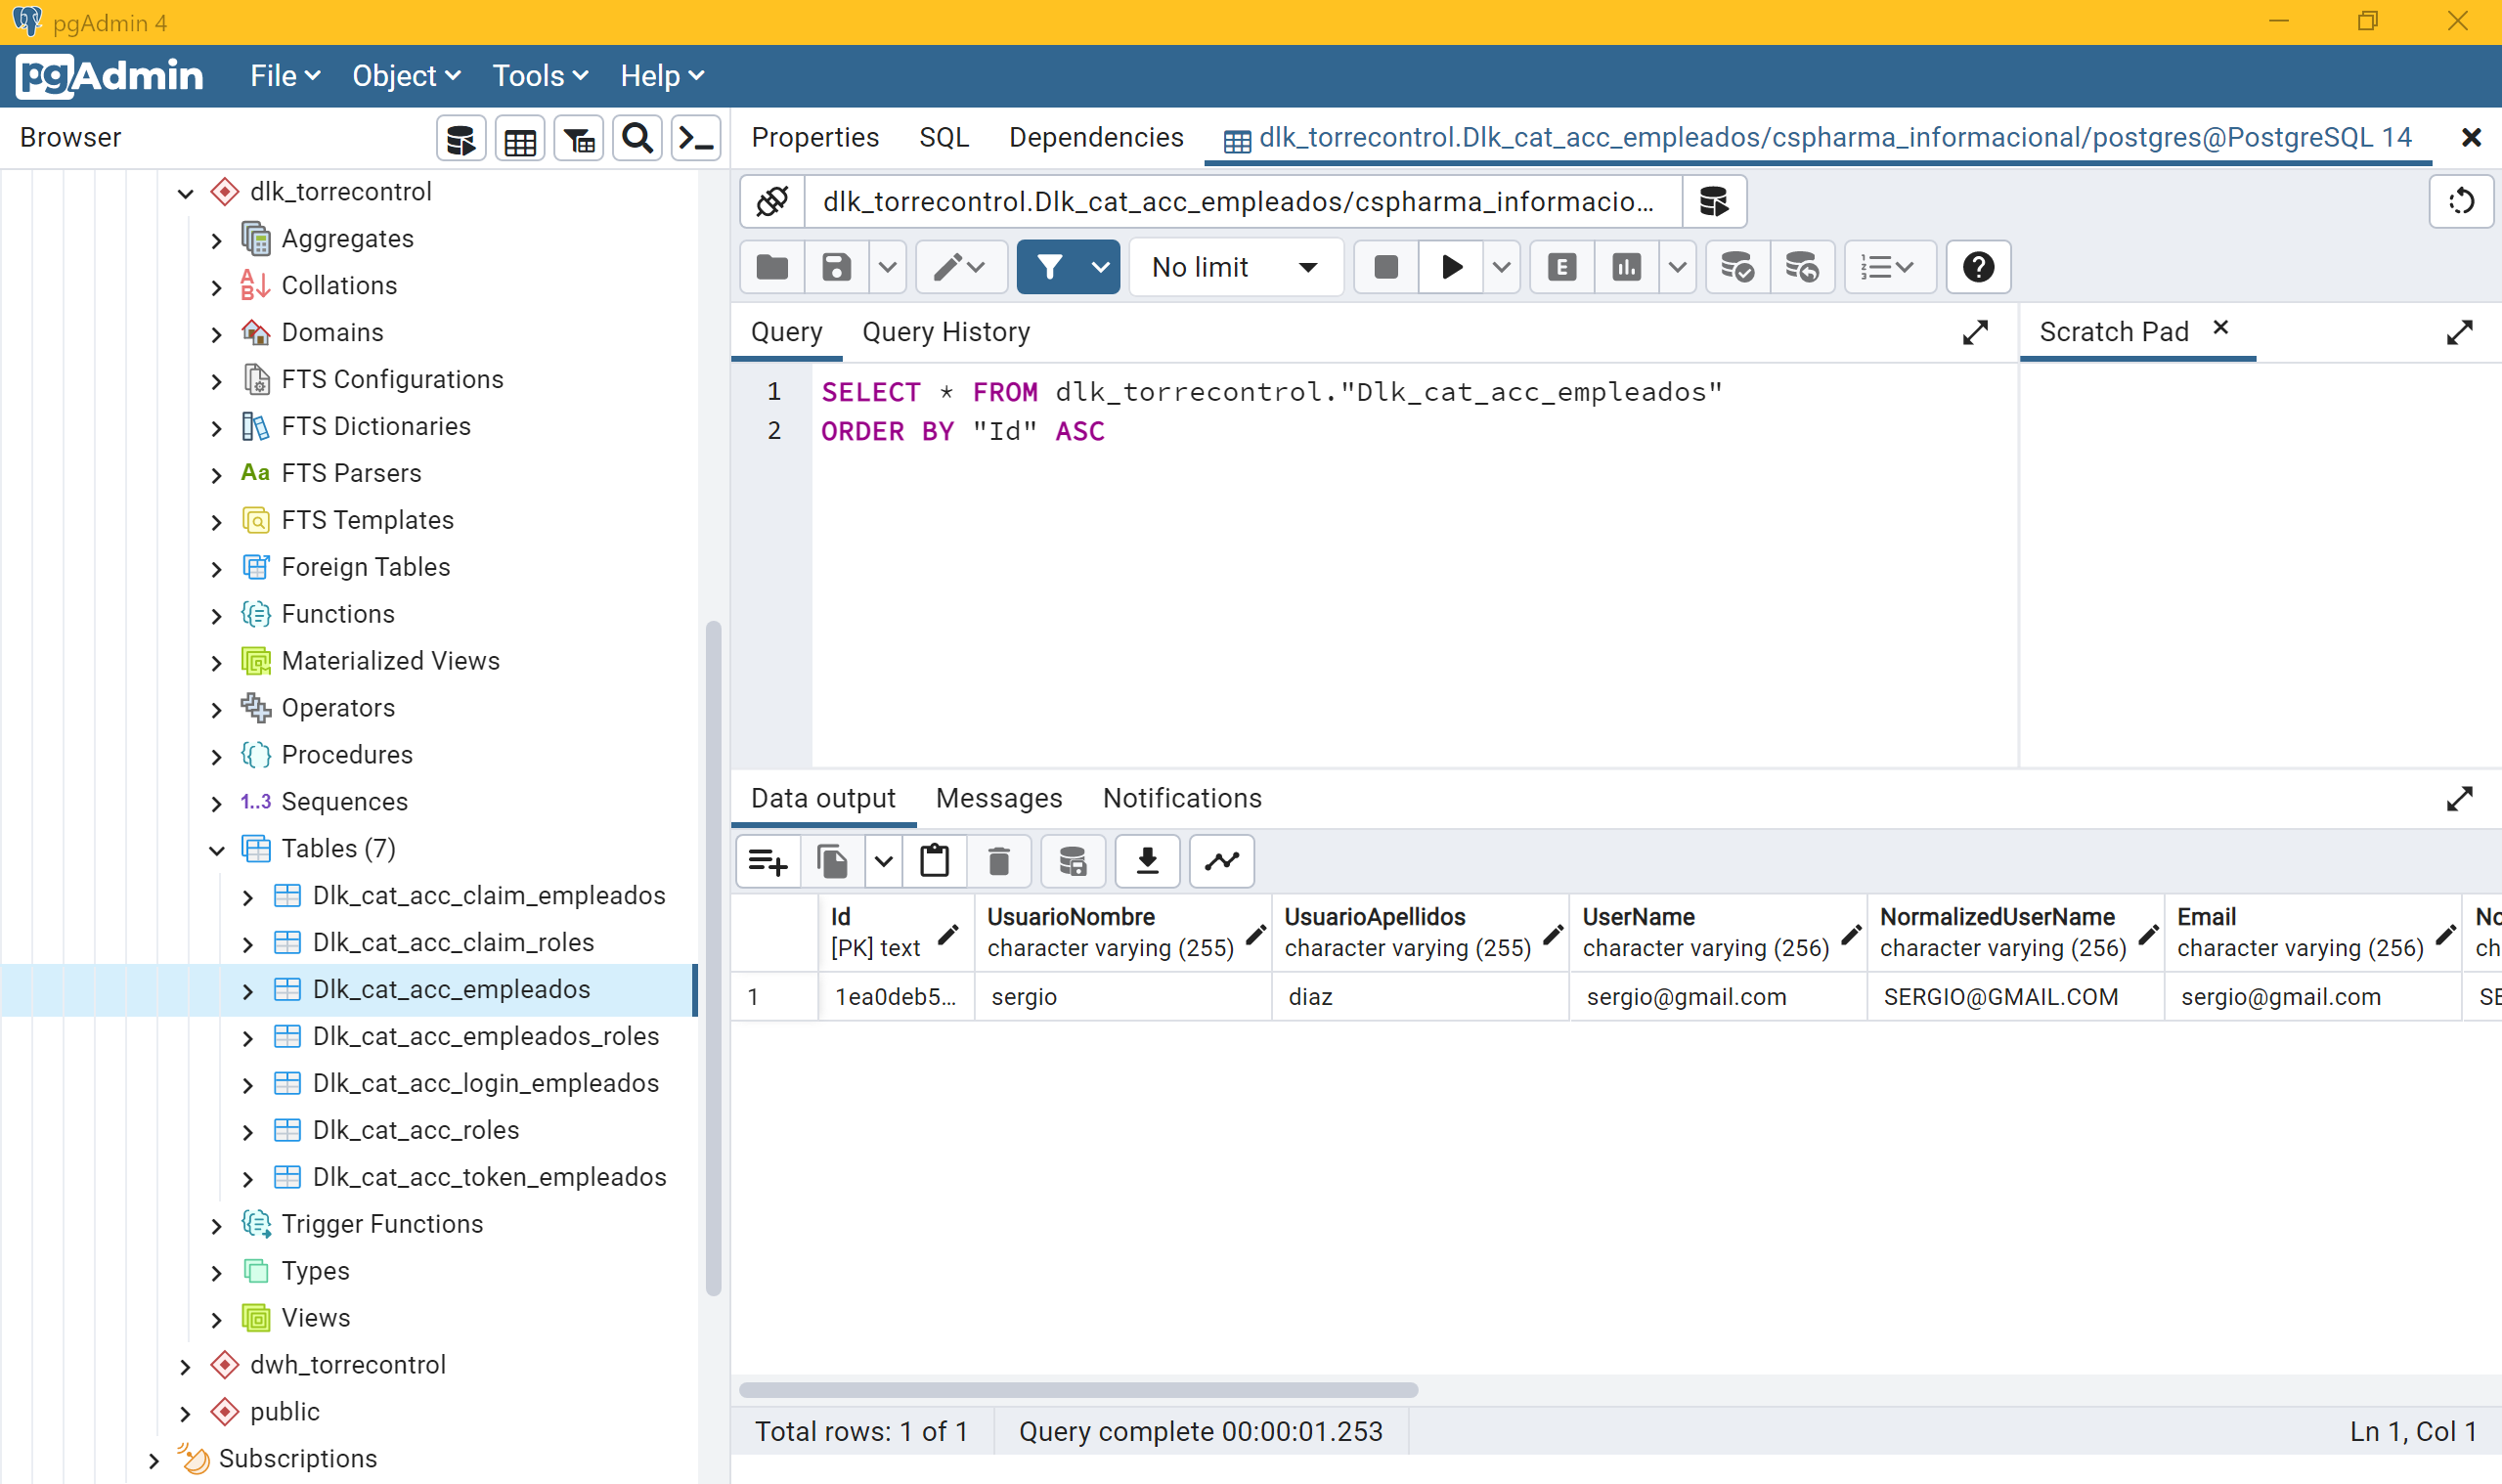 pgAdmin 4
pgAdmin File Object Tools Help
Browser
dlk_torrecontrol
Aggregates
Collations
Domains
FTS Configurations
FTS Dictionaries
Aa FTS Parsers
FTS Templates
Foreign Tables
Functions
Materialized Views
Operators
Procedures
1..3 Sequences
Tables (7)
Dlk_cat_acc_claim_empleados
Dlk_cat_acc_claim_roles
Dlk_cat_acc_empleados
Dlk_cat_acc_empleados_roles
Dlk_cat_acc_login_empleados
Dlk_cat_acc_roles
Dlk_cat_acc_token_empleados
Trigger Functions
Types
Views
dwh_torrecontrol
public
Subscriptions
Properties SQL Dependencies dlk_torrecontrol.Dlk_cat_acc_empleados/cspharma_informacional/postgres@PostgreSQL 14
dlk_torrecontrol.Dlk_cat_acc_empleados/cspharma_informacio...
No limit E
Query Query History Scratch Pad
1 SELECT * FROM dlk_torrecontrol."Dlk_cat_acc_empleados"
2 ORDER BY "Id" ASC
Data output Messages Notifications
Id UsuarioNombre UsuarioApellidos UserName NormalizedUserName Email No
[PK] text character varying (255) character varying (255) character varying (256) character varying (256) character varying (256) ch
1 1ea0deb5... sergio diaz sergio@gmail.com SERGIO@GMAIL.COM sergio@gmail.com SE
Total rows: 1 of 1 Query complete 00:00:01.253 Ln 1, Col 1